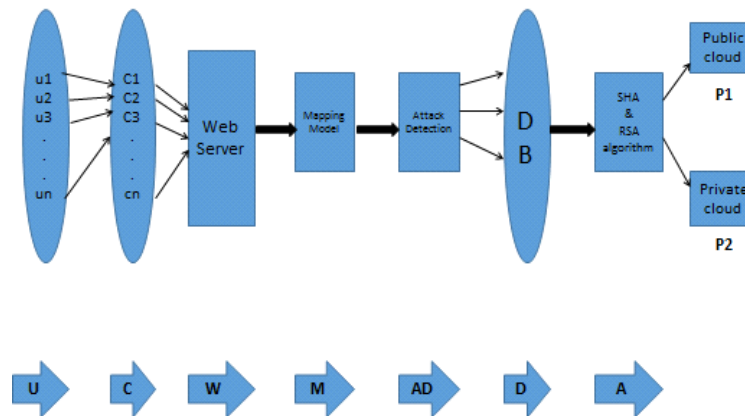 u1
u2
u3
.
.
.
un
C1
C2
C3
.
.
.
cn
Web
Server
Mapping
Model
Attack
Detection
D
B
SHA
&
RSA
algorithm
Public
cloud
P1
Private
cloud
P2
U
C
W
M
AD
D
A